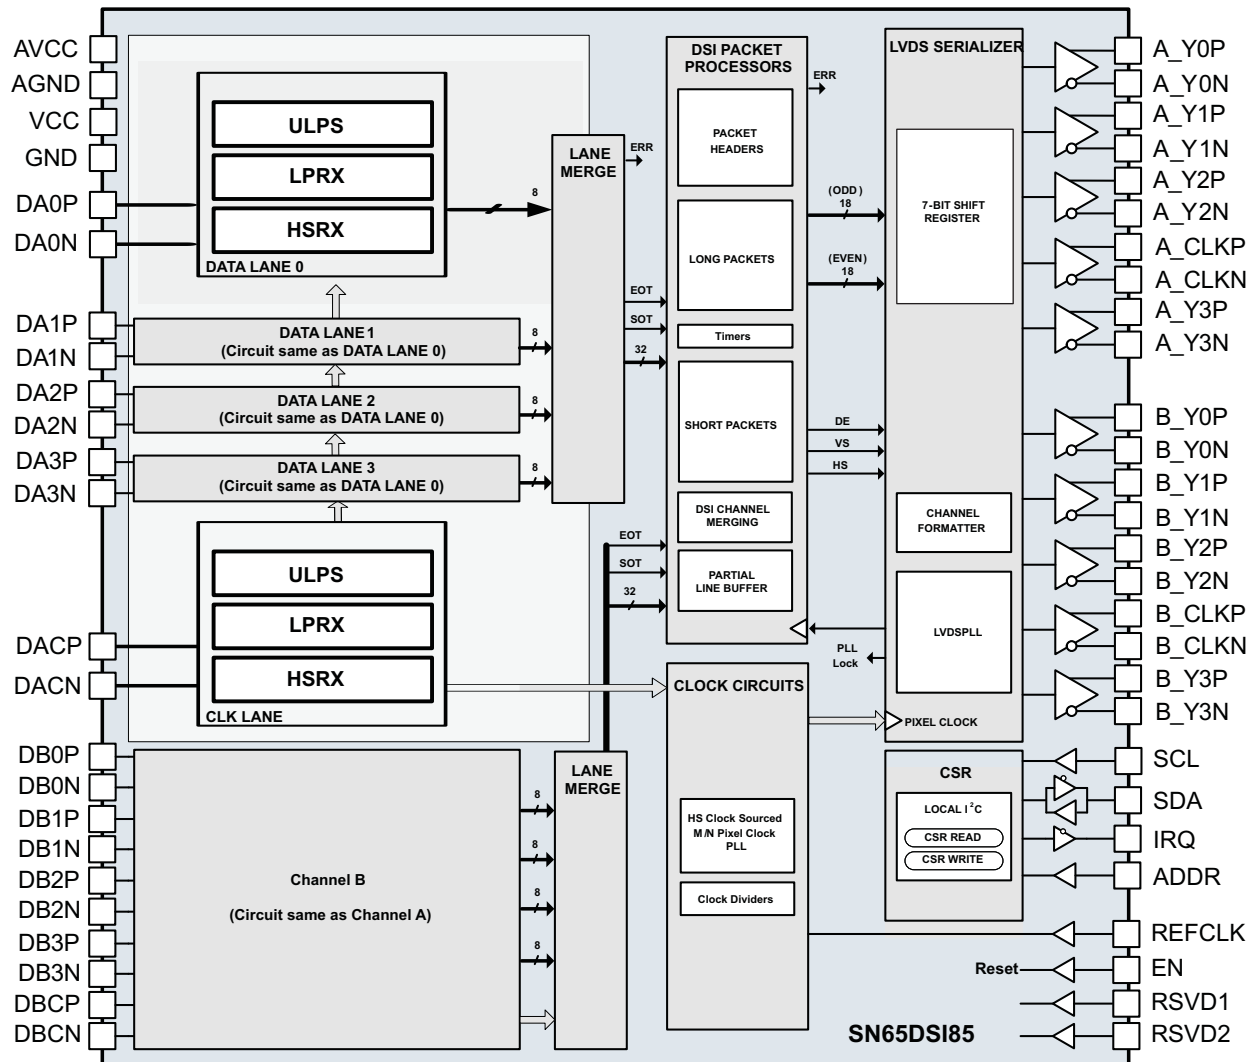 AVCC
AGND
VCC
GND
DA0P
DA0N
DA1P
DA1N
DA2P
DA2N
DA3P
DA3N
DACP
DACN
DB0P
DB0N
DB1P
DB1N
DB2P
DB2N
DB3P
DB3N
DBCP
DBCN
ULPS
LPRX
HSRX
DATA LANE 0
8
DATA LANE 1
(Circuit same as DATA LANE 0)
8
DATA LANE 2
(Circuit same as DATA LANE 0)
8
DATA LANE 3
(Circuit same as DATA LANE 0)
8
ULPS
LPRX
HSRX
CLK LANE
Channel B
(Circuit same as Channel A)
8
8
8
8
LANE
MERGE
ERR
EOT
SOT
32
LANE
MERGE
EOT
SOT
32
DSI PACKET
PROCESSORS
PACKET
HEADERS
LONG PACKETS
Timers
SHORT PACKETS
DSI CHANNEL
MERGING
PARTIAL
LINE BUFFER
ERR
(ODD)
18
(EVEN)
18
DE
VS
HS
PLL
Lock
CLOCK CIRCUITS
HS Clock Sourced
M/N Pixel Clock
PLL
Clock Dividers
LVDS SERIALIZER
7-BIT SHIFT
REGISTER
CHANNEL
FORMATTER
LVDSPLL
PIXEL CLOCK
CSR
LOCAL I2C
CSR READ
CSR WRITE
Reset
SN65DSI85
A_Y0P
A_Y0N
A_Y1P
A_Y1N
A_Y2P
A_Y2N
A_CLKP
A_CLKN
A_Y3P
A_Y3N
B_Y0P
B_Y0N
B_Y1P
B_Y1N
B_Y2P
B_Y2N
B_CLKP
B_CLKN
B_Y3P
B_Y3N
SCL
SDA
IRQ
ADDR
REFCLK
EN
RSVD1
RSVD2